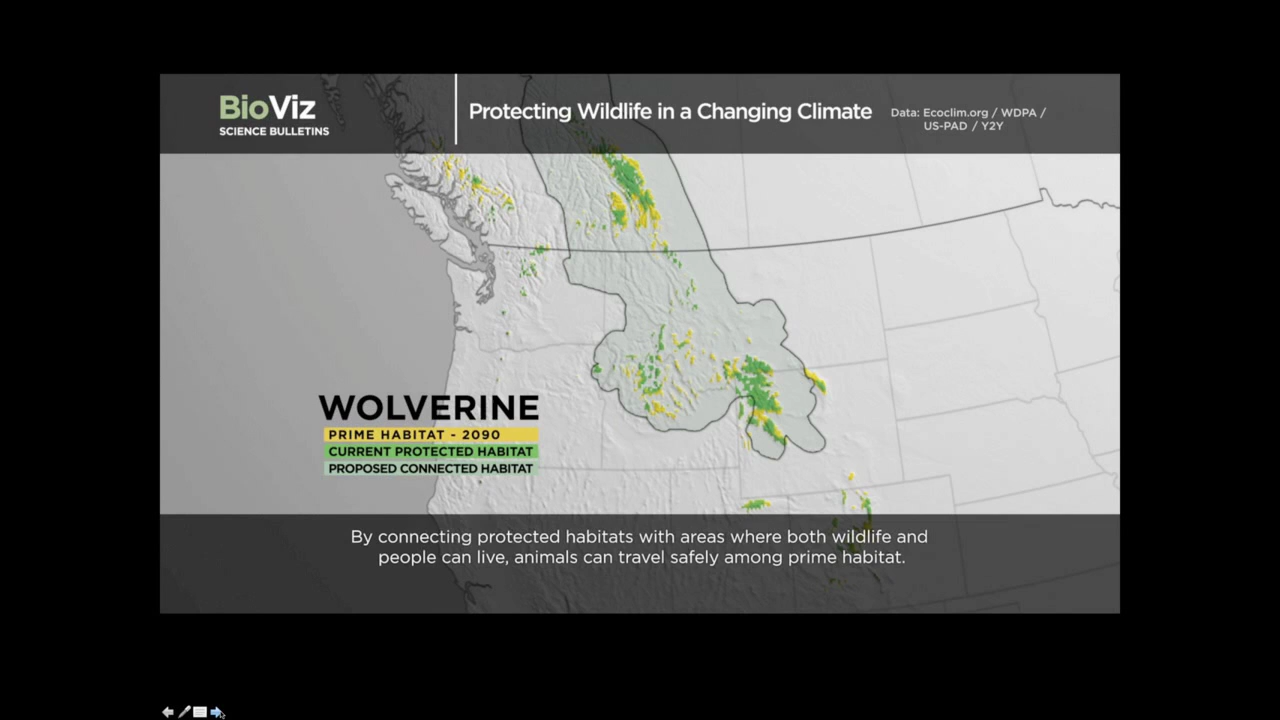 BioViz
SCIENCE BULLETINS
Protecting Wildlife in a Changing Climate
Data: Ecoclim.org / WDPA /
US-PAD / Y2Y
WOLVERINE
PRIME HABITAT - 2090
CURRENT PROTECTED HABITAT
PROPOSED CONNECTED HABITAT
By connecting protected habitats with areas where both wildlife and
people can live, animals can travel safely among prime habitat.